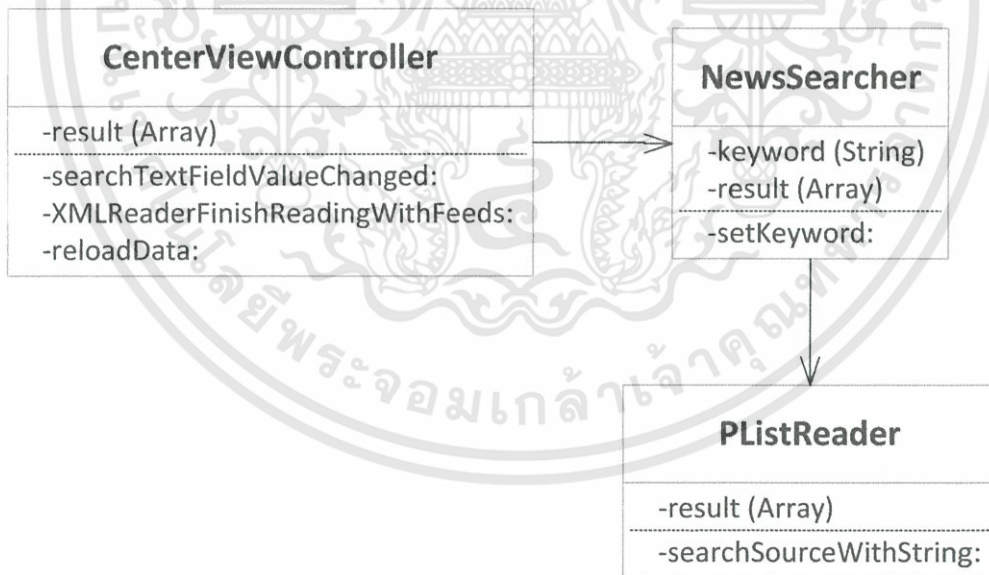 CenterViewController
-result (Array)
-searchTextFieldValueChanged:
-XMLReaderFinishReadingWithFeeds:
-reloadData:
NewsSearcher
-keyword (String)
-result (Array)
-setKeyword:
PListReader
-result (Array)
-searchSourceWithString: